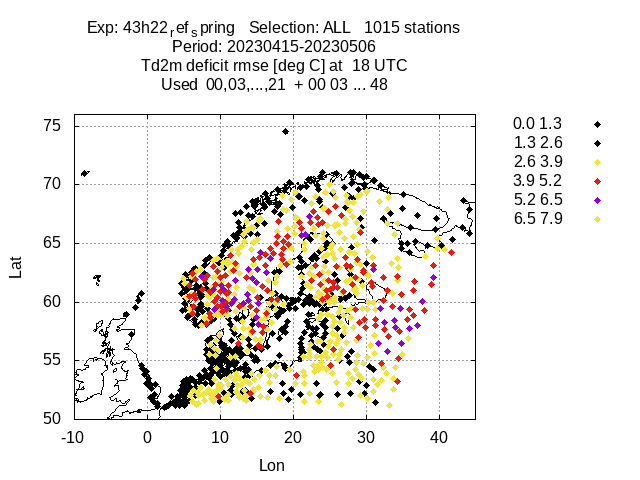 Exp: 43h22refspring   Selection: ALL   1015 stations
Period: 20230415-20230506
Td2m deficit rmse [deg C] at  18 UTC
Used  00,03,...,21  + 00 03 ... 48
75
70
65
60
55
50
-10 0 10 20 30 40
Lat
Lon
0.0 1.3
1.3 2.6
2.6 3.9
3.9 5.2
5.2 6.5
6.5 7.9